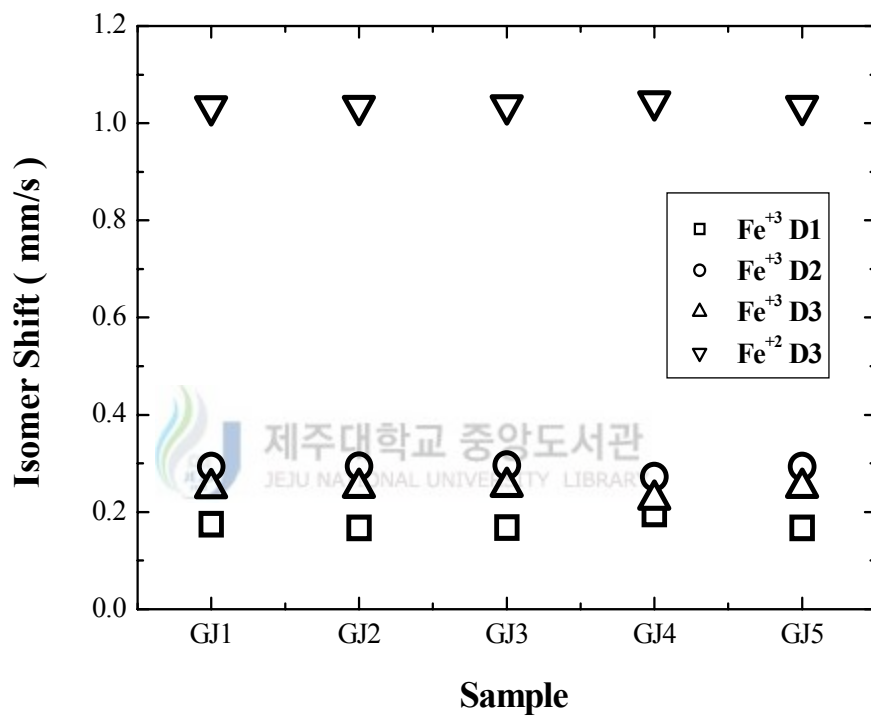 1.2
1.0
0.8
0.6
0.4
0.2
0.0
Isomer Shift ( mm/s )
Fe+3 D1
Fe+3 D2
Fe+3 D3
Fe+2 D3
제주대학교 중앙도서관
JEJU NATIONAL UNIVERSITY LIBRARY
GJ1 GJ2 GJ3 GJ4 GJ5
Sample